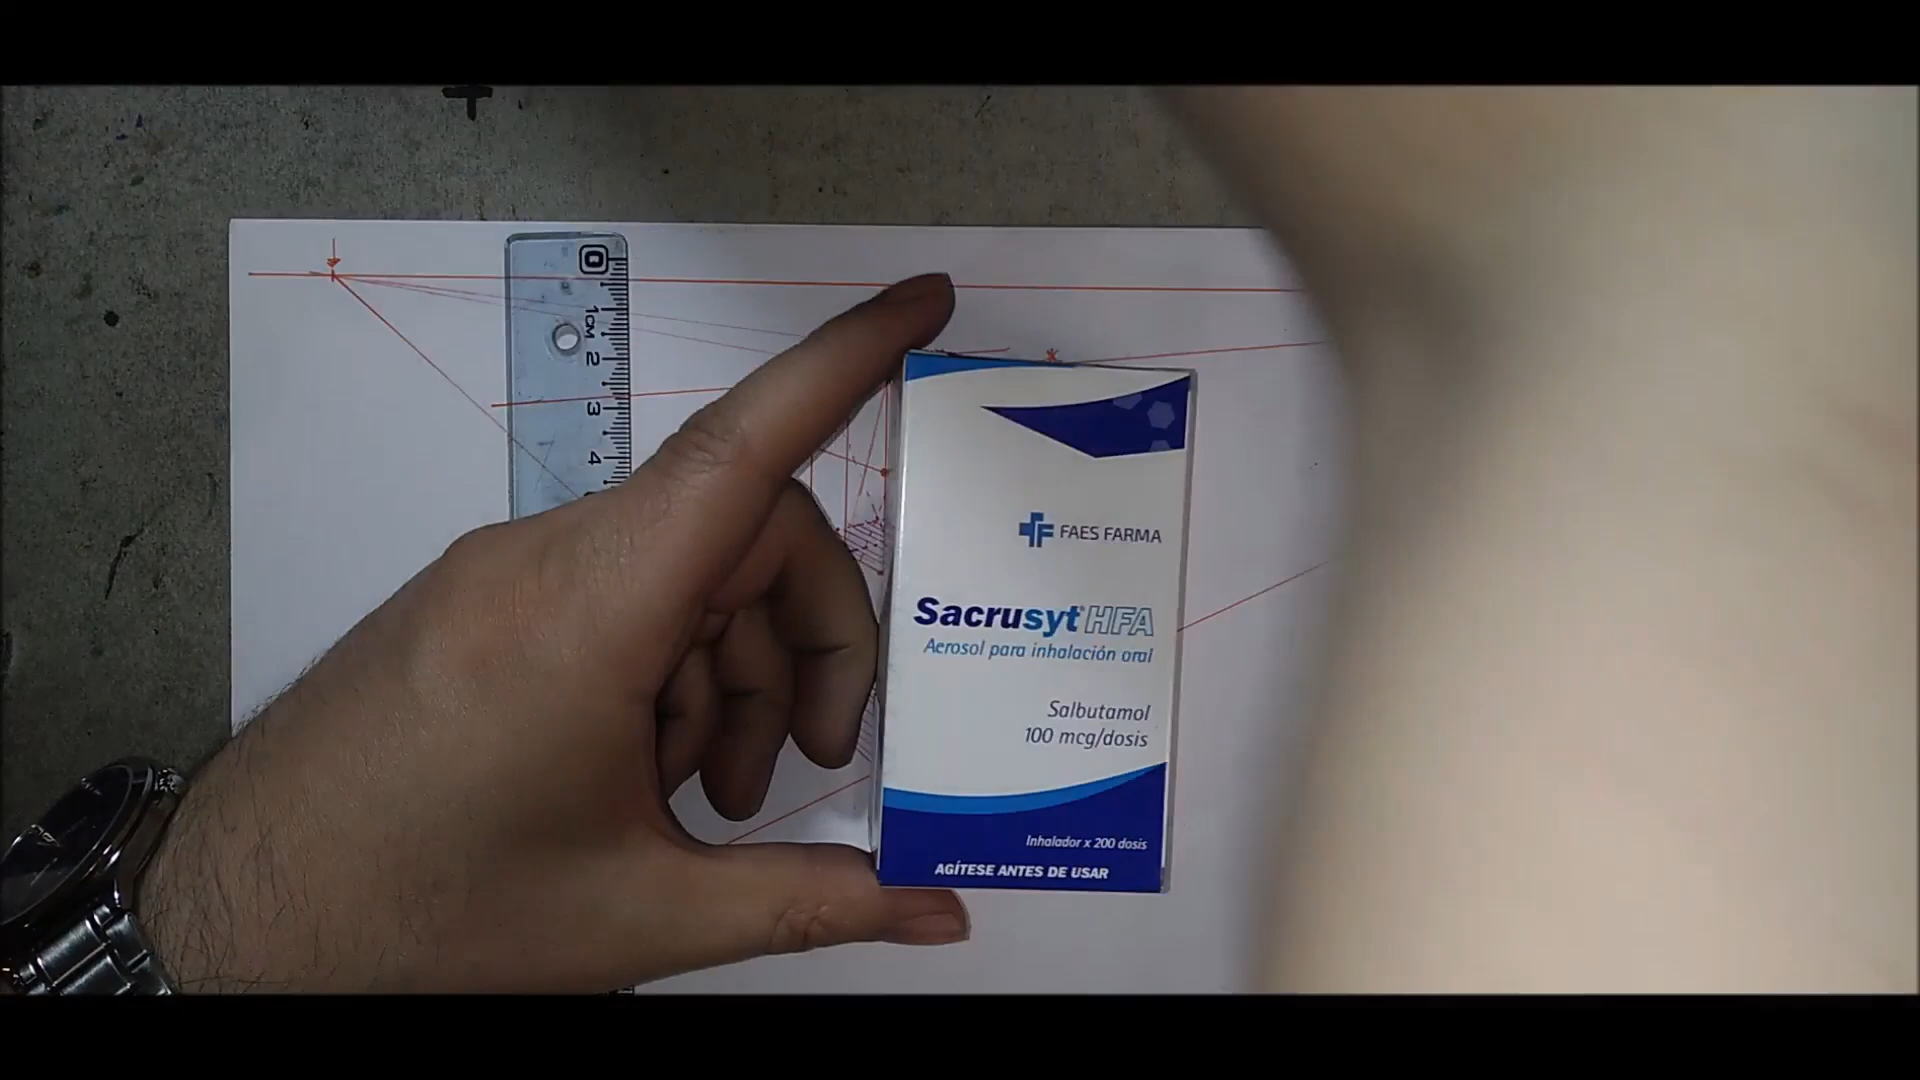 0
1CM
2
3
4
FAES FARMA
Sacrusyt® HFA
Aerosol para inhalación oral
Salbutamol
100 mcg/dosis
Inhalador x 200 dosis
AGÍTESE ANTES DE USAR